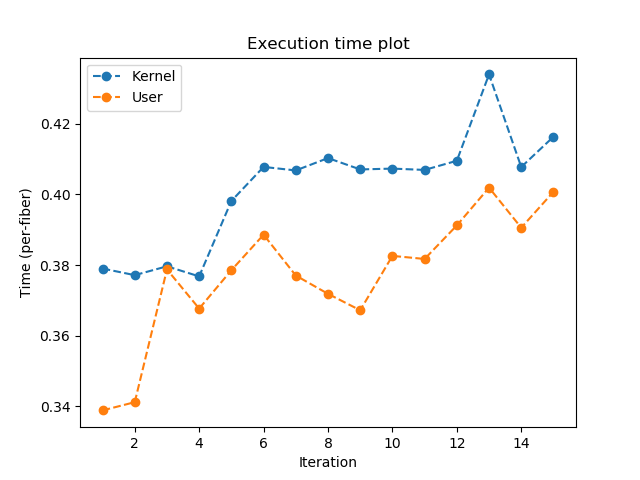 Execution time plot
Kernel
User
0.42
0.40
0.38
0.36
0.34
Time (per-fiber)
2 4 6 8 10 12 14
Iteration